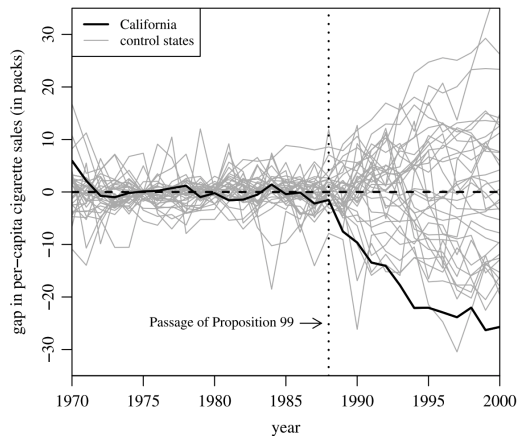 California
control states
gap in per−capita cigarette sales (in packs)
30
20
10
0
−10
−20
−30
Passage of Proposition 99
1970 1975 1980 1985 1990 1995 2000
year